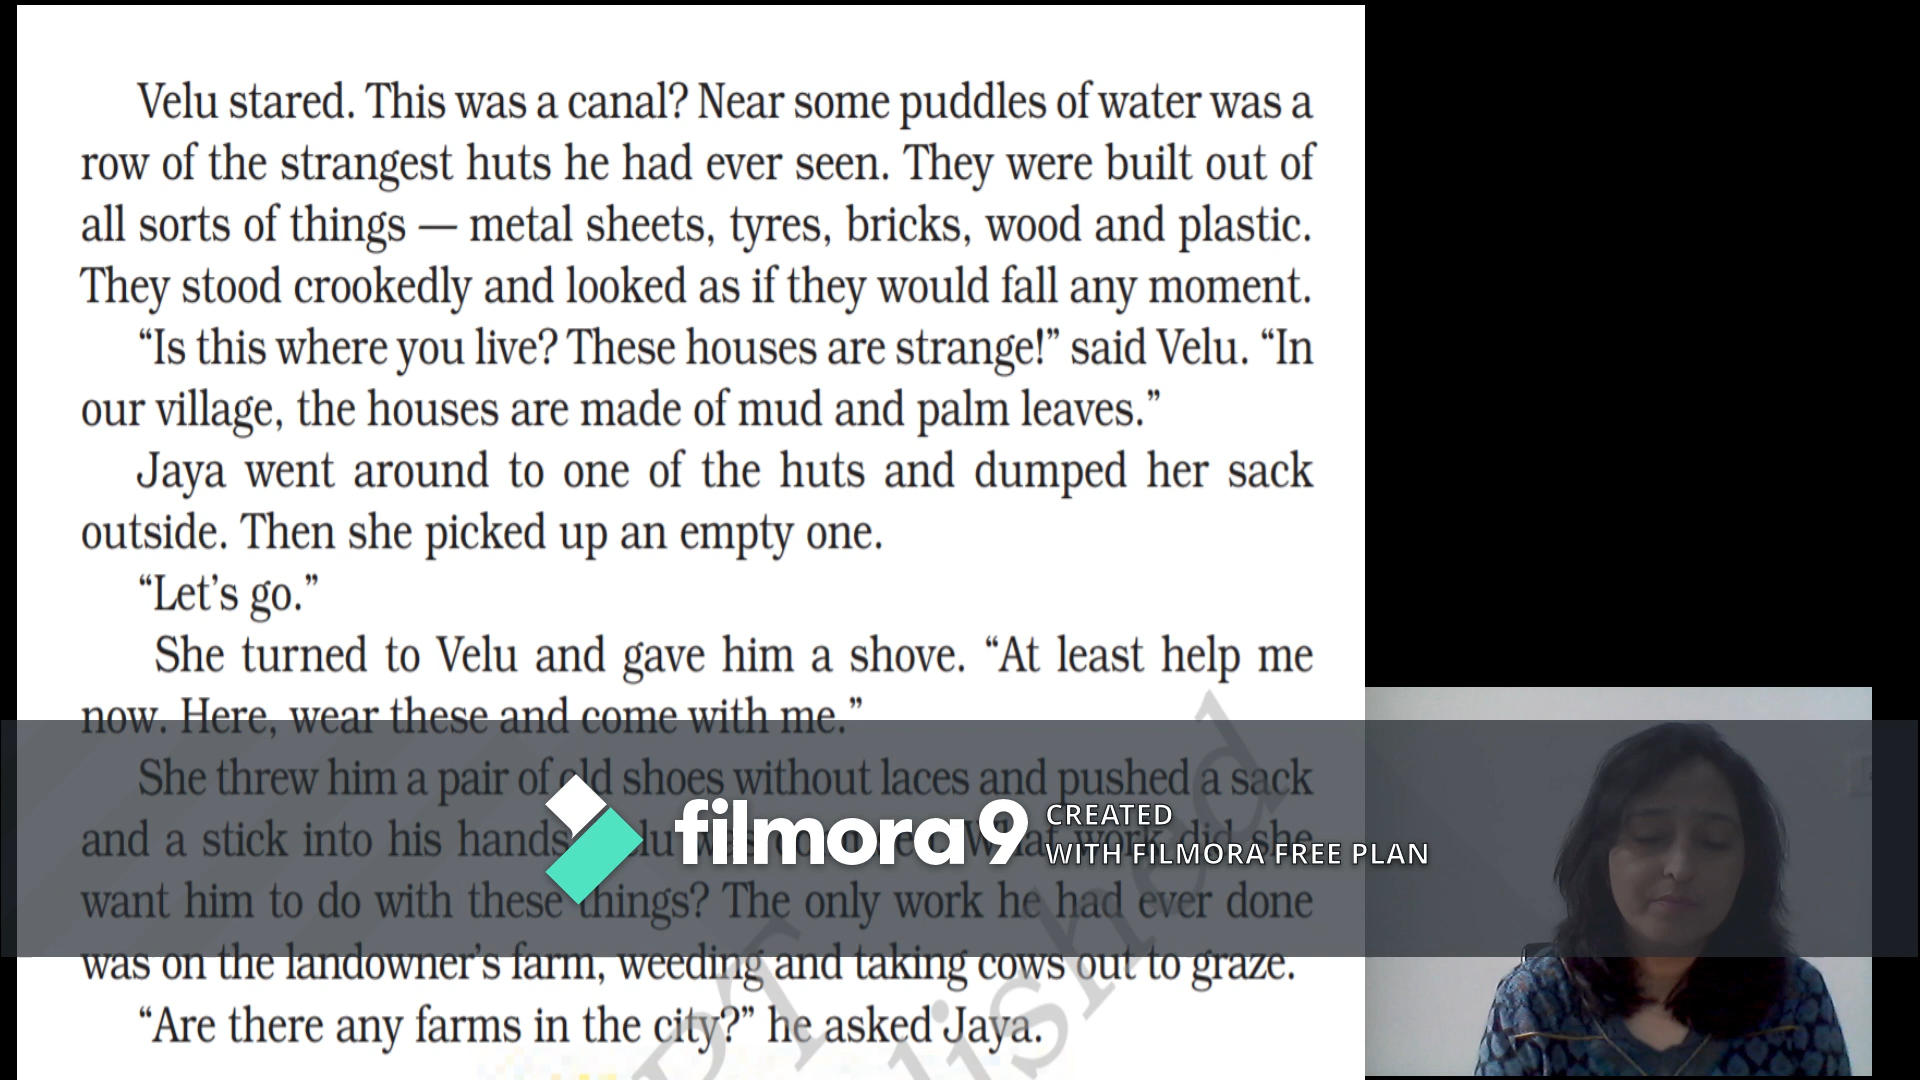 Velu stared. This was a canal? Near some puddles of water was a
row of the strangest huts he had ever seen. They were built out of
all sorts of things — metal sheets, tyres, bricks, wood and plastic.
They stood crookedly and looked as if they would fall any moment.
“Is this where you live? These houses are strange!” said Velu. “In
our village, the houses are made of mud and palm leaves.”
Jaya went around to one of the huts and dumped her sack
outside. Then she picked up an empty one.
“Let’s go.”
She turned to Velu and gave him a shove. “At least help me
now. Here, wear these and come with me.”
She threw him a pair of old shoes without laces and pushed a sack
and a stick into his hands. What work did she
want him to do with these things? The only work he had ever done
was on the landowner’s farm, weeding and taking cows out to graze.
“Are there any farms in the city?” he asked Jaya.
filmora9
CREATED
WITH FILMORA FREE PLAN